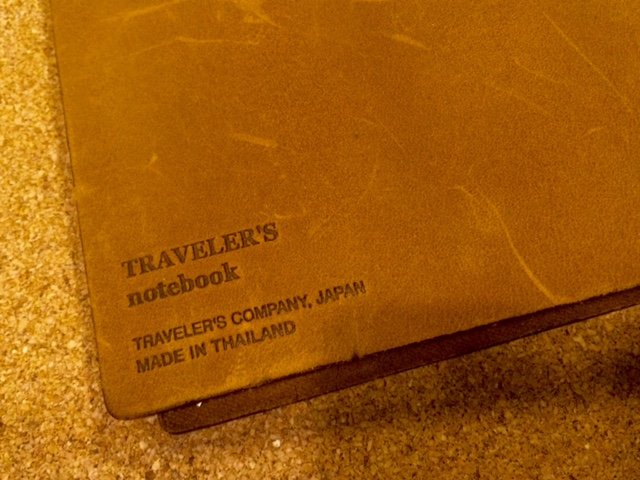 TRAVELER'S
notebook
TRAVELER'S COMPANY, JAPAN
MADE IN THAILAND